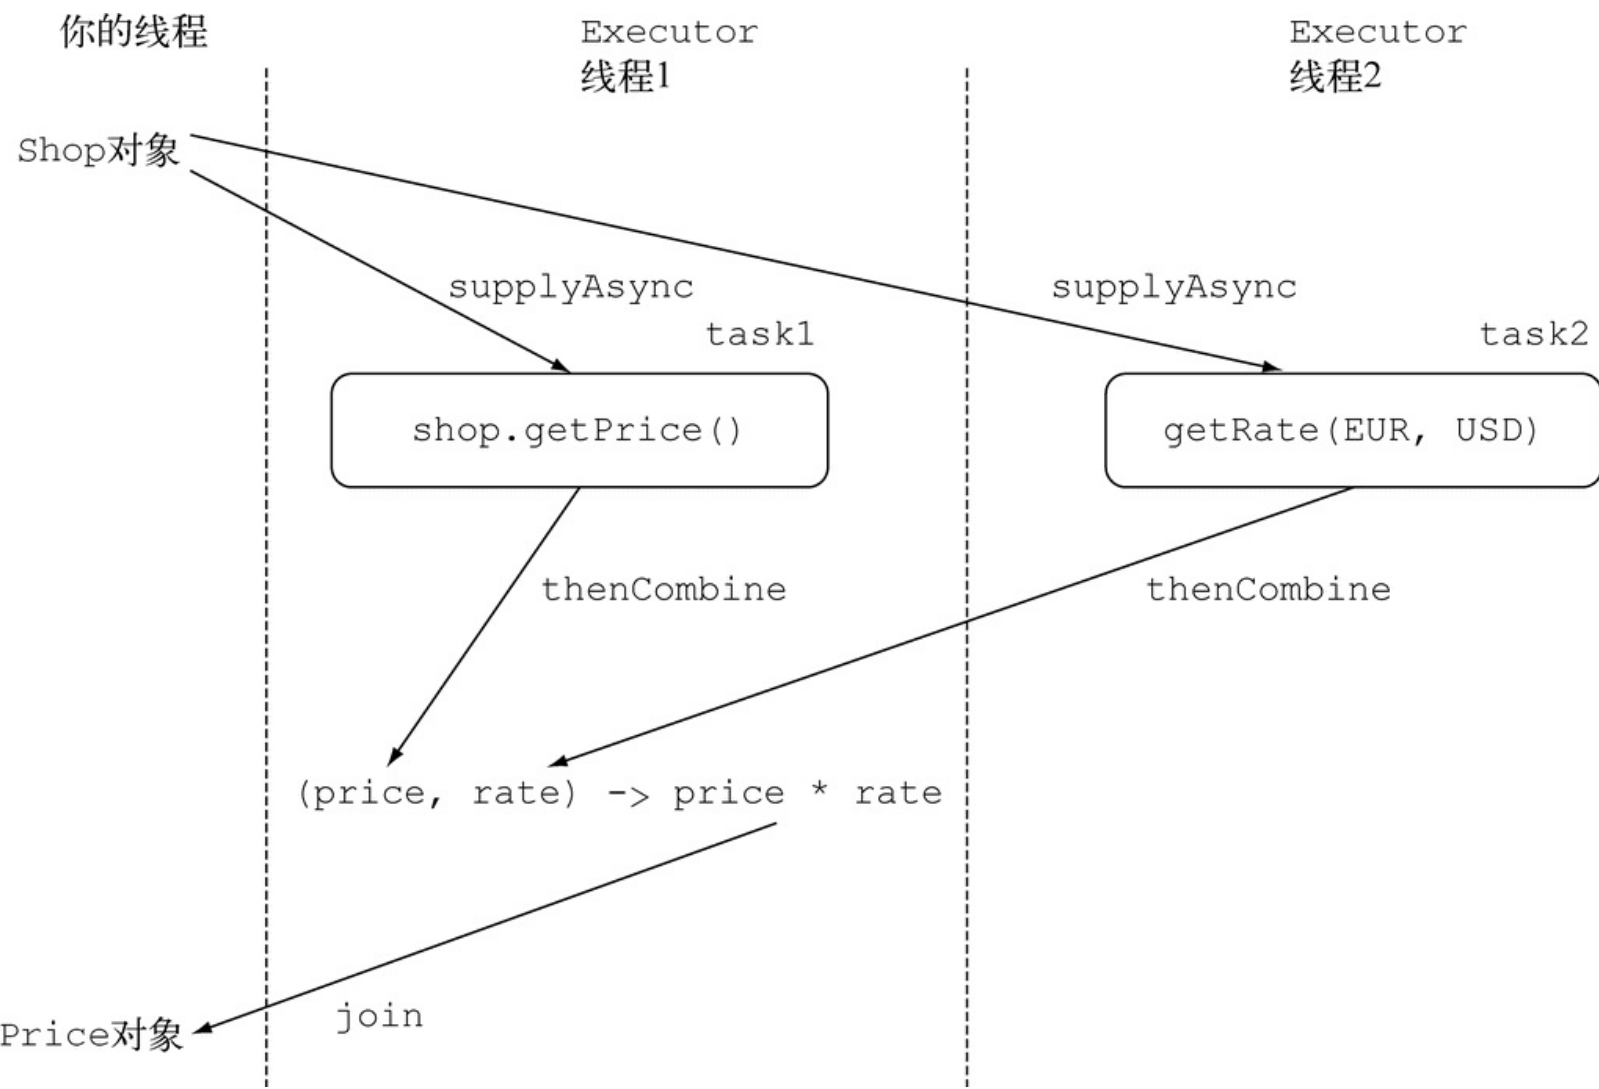 你的线程
Executor
线程1
Executor
线程2
Shop对象
supplyAsync
supplyAsync
task1
task2
shop.getPrice()
getRate(EUR, USD)
thenCombine
thenCombine
(price, rate) -> price * rate
join
Price对象